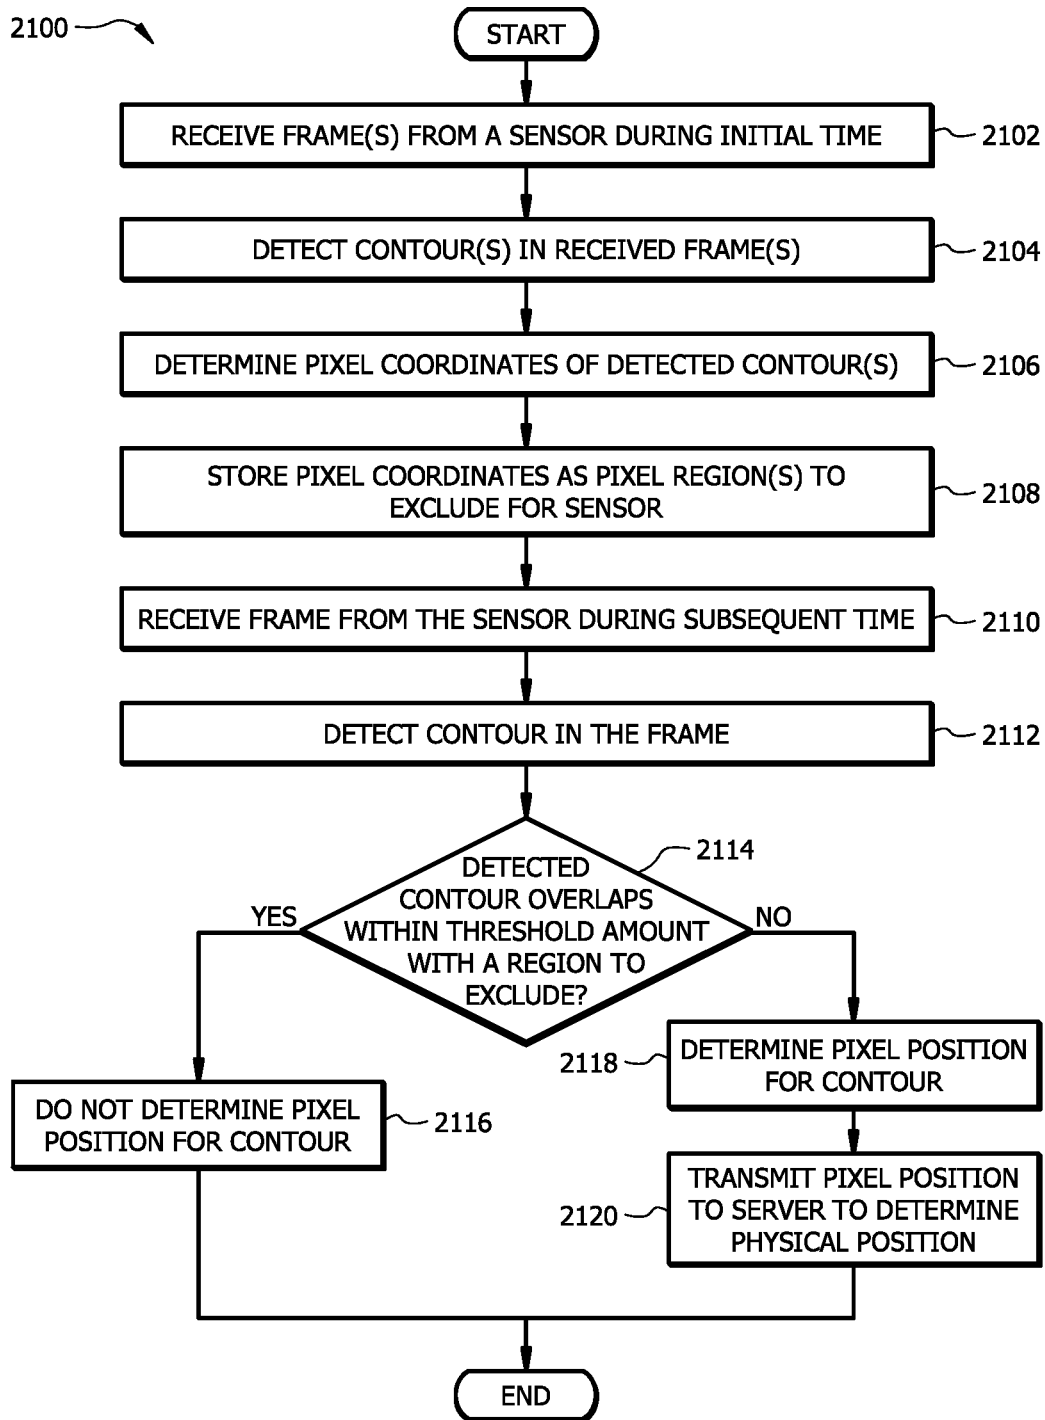 2100
START
RECEIVE FRAME(S) FROM A SENSOR DURING INITIAL TIME
2102
DETECT CONTOUR(S) IN RECEIVED FRAME(S)
2104
DETERMINE PIXEL COORDINATES OF DETECTED CONTOUR(S)
2106
STORE PIXEL COORDINATES AS PIXEL REGION(S) TO
EXCLUDE FOR SENSOR
2108
RECEIVE FRAME FROM THE SENSOR DURING SUBSEQUENT TIME
2110
DETECT CONTOUR IN THE FRAME
2112
DETECTED
CONTOUR OVERLAPS
WITHIN THRESHOLD AMOUNT
WITH A REGION TO
EXCLUDE?
2114
YES
NO
DO NOT DETERMINE PIXEL
POSITION FOR CONTOUR
2116
2118
DETERMINE PIXEL POSITION
FOR CONTOUR
2120
TRANSMIT PIXEL POSITION
TO SERVER TO DETERMINE
PHYSICAL POSITION
END